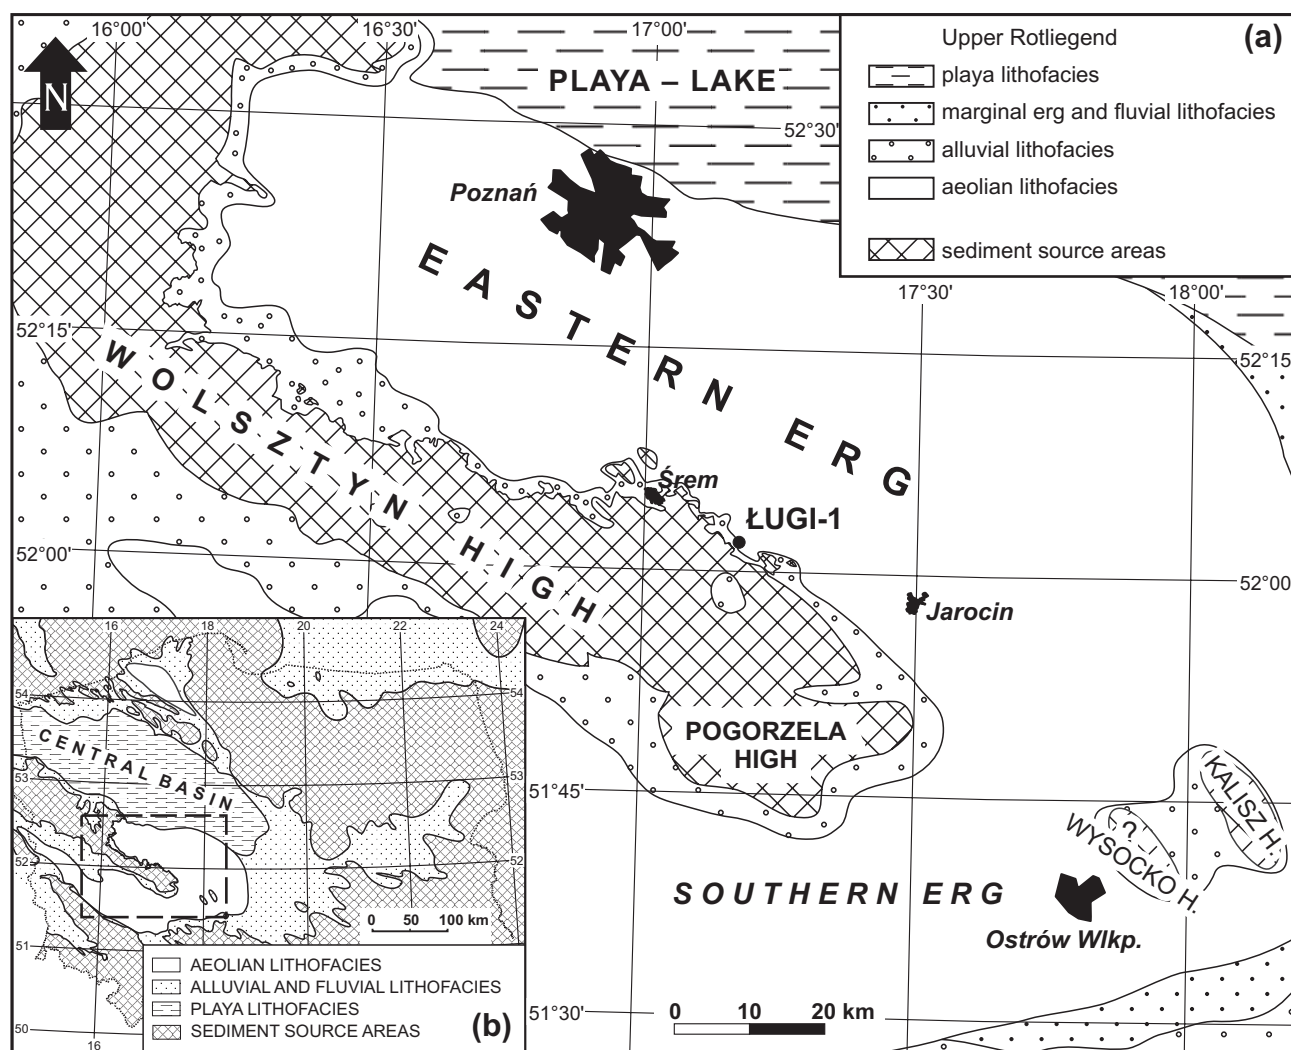 16°00'
16°30'
17°00'
(a)
Upper Rotliegend
playa lithofacies
marginal erg and fluvial lithofacies
alluvial lithofacies
aeolian lithofacies
sediment source areas
N
PLAYA – LAKE
52°30'
Poznań
EASTERN ERG
17°30'
18°00'
52°15'
52°15'
WOLSZTYN HIGH
Śrem
ŁUGI-1
52°00'
52°00'
Jarocin
POGORZELA
HIGH
51°45'
KALISZ H.
?
WYSOCKO H.
SOUTHERN ERG
Ostrów Wlkp.
51°30'
0 10 20 km
16 18 20 22 24
54
54
CENTRAL BASIN
53
53
52
52
0 50 100 km
51
51
50
16
AEOLIAN LITHOFACIES
ALLUVIAL AND FLUVIAL LITHOFACIES
PLAYA LITHOFACIES
SEDIMENT SOURCE AREAS
(b)